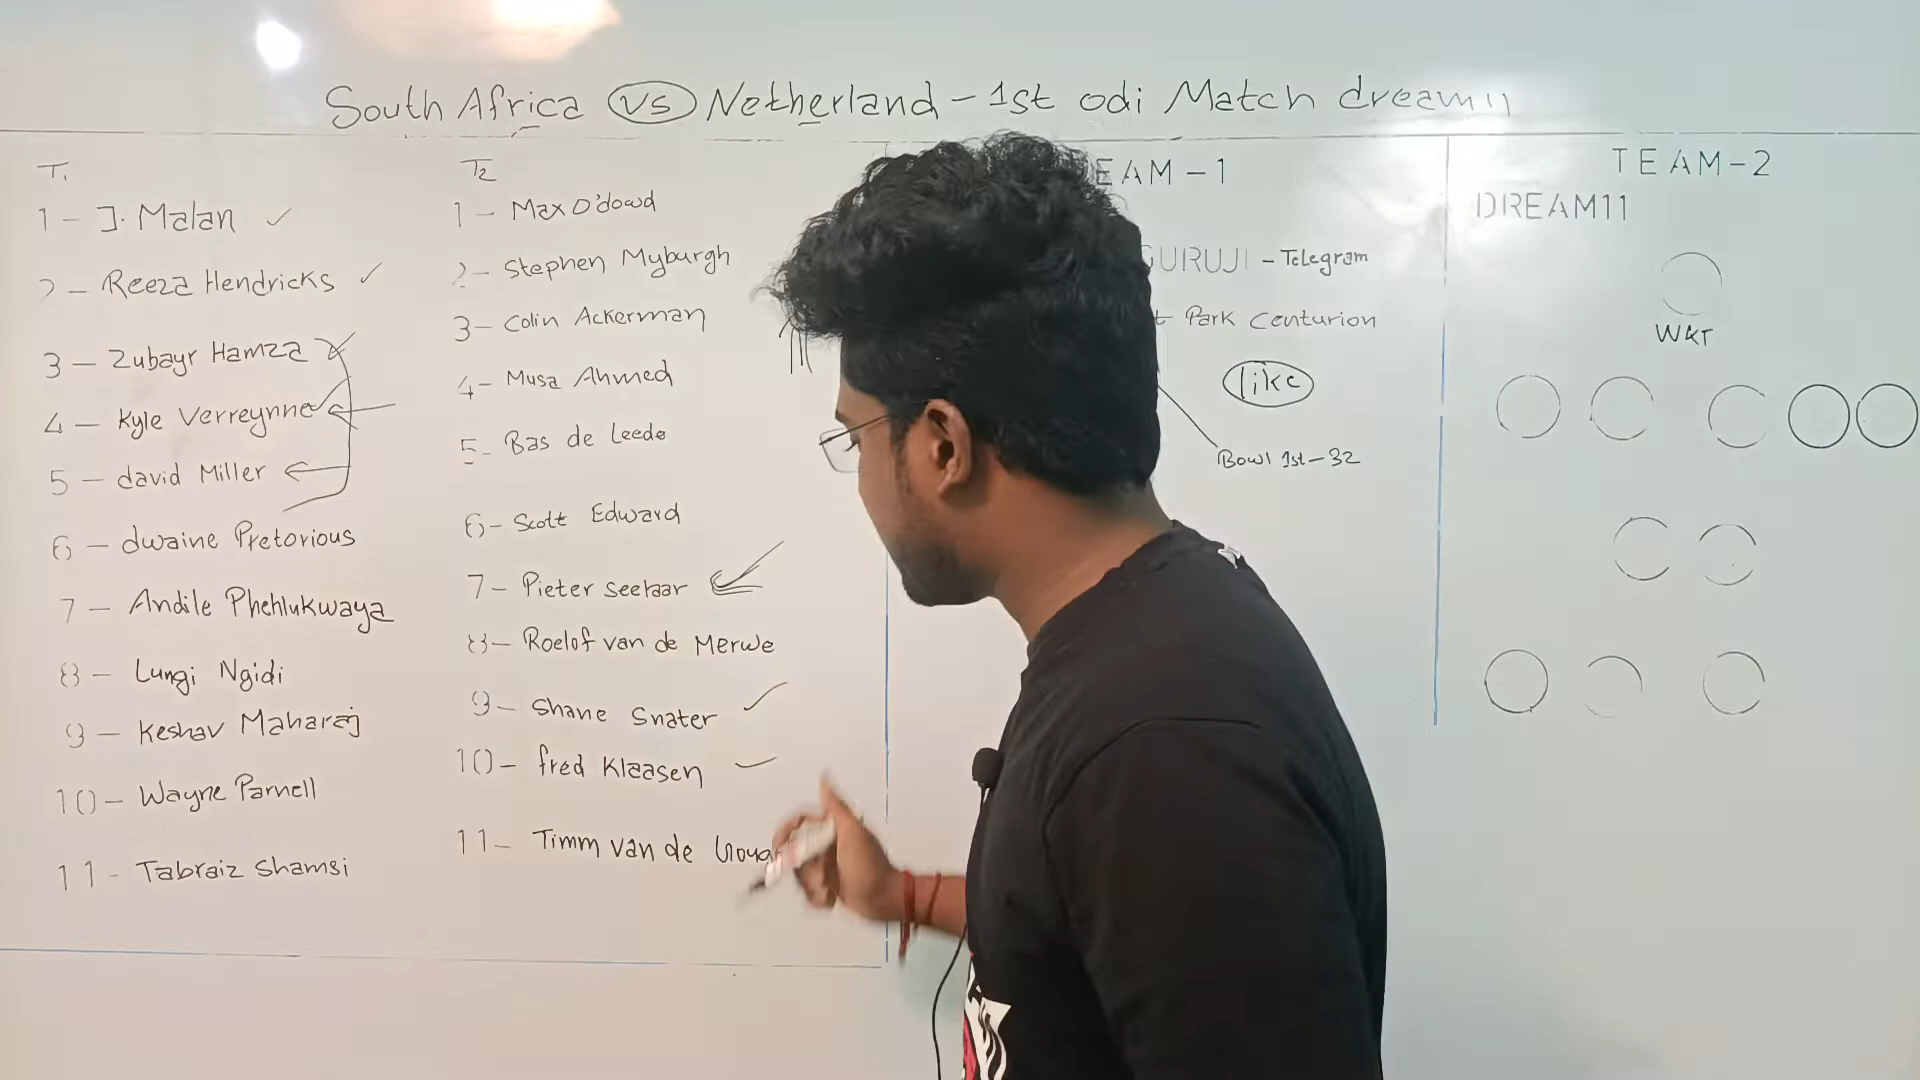 South Africa VS Netherland - 1st odi Match dream11
T1
1 - J. Malan
2 - Reeza Hendricks
3 - Zubayr Hamza
4 - Kyle Verreynne
5 - david Miller
6 - dwaine Pretorious
7 - Andile Phehlukwaya
8 - Lungi Ngidi
9 - Keshav Maharaj
10 - Wayne Parnell
11 - Tabraiz Shamsi
T2
1 - Max O'dowd
2 - Stephen Myburgh
3 - Colin Ackerman
4 - Musa Ahmed
5 - Bas de Leede
6 - Scott Edward
7 - Pieter seelaar
8 - Roelof van de Merwe
9 - Shane Snater
10 - fred Klaasen
11 - Timm van de
EAM - 1
GURUJI - Telegram
t Park Centurion
like
Bowl 1st - 32
TEAM - 2
DREAM11
WKT